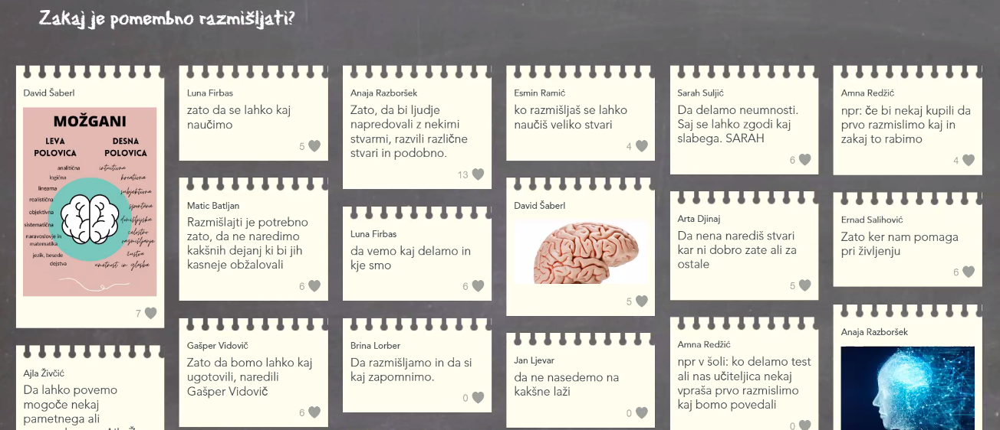 Zakaj je pomembno razmišljati?
David Šaberl
MOŽGANI
LEVA
POLOVICA
DESNA
POLOVICA
analitična
logična
linearna
realistična
objektivna
sistematična
naravoslovje in
matematika
jezik, besede
dejstva
intuitivna
kreativna
subjektivna
spontana
domišljijska
celostno
razmišljanje
čustva
umetnost in glasba
7
Ajla Živčić
Da lahko povemo
mogoče nekaj
pametnega ali
Luna Firbas
zato da se lahko kaj
naučimo
5
Matic Batljan
Razmišlajti je potrebno
zato, da ne naredimo
kakšnih dejanj ki bi jih
kasneje obžalovali
6
Gašper Vidovič
Zato da bomo lahko kaj
ugotovili, naredili
Gašper Vidovič
6
Anaja Razboršek
Zato, da bi ljudje
napredovali z nekimi
stvarmi, razvili različne
stvari in podobno.
13
Luna Firbas
da vemo kaj delamo in
kje smo
6
Brina Lorber
Da razmišljamo in da si
kaj zapomnimo.
0
Esmin Ramić
ko razmišljaš se lahko
naučiš veliko stvari
4
David Šaberl
5
Jan Ljevar
da ne nasedemo na
kakšne laži
0
Sarah Suljić
Da delamo neumnosti.
Saj se lahko zgodi kaj
slabega. SARAH
6
Arta Djinaj
Da nena narediš stvari
kar ni dobro zate ali za
ostale
5
Amna Redžić
npr v šoli: ko delamo test
ali nas učiteljica nekaj
vpraša prvo razmislimo
kaj bomo povedali
0
Amna Redžić
npr: če bi nekaj kupili da
prvo razmislimo kaj in
zakaj to rabimo
4
Ernad Salihović
Zato ker nam pomaga
pri življenju
6
Anaja Razboršek